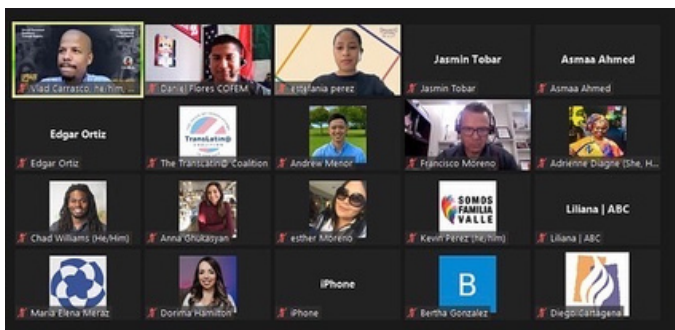 Vlad Carrasco, he/him, ...
Daniel Flores COFEM
estefania perez
Jasmin Tobar
Jasmin Tobar
Asmaa Ahmed
Asmaa Ahmed
Edgar Ortiz
Edgar Ortiz
TransLatin@
COALITION
The TransLatin@ Coalition
Andrew Menor
Francisco Moreno
Adrienne Diagne (She, H...
Chad Williams (He/Him)
Anna Ghukasyan
esther Moreno
SOMOS
FAMILIA
VALLE
Kevin Perez (he/him)
Liliana | ABC
Liliana | ABC
Maria Elena Meraz
Dorima Hamilton
iPhone
iPhone
B
Bertha Gonzalez
Diego Cartagena